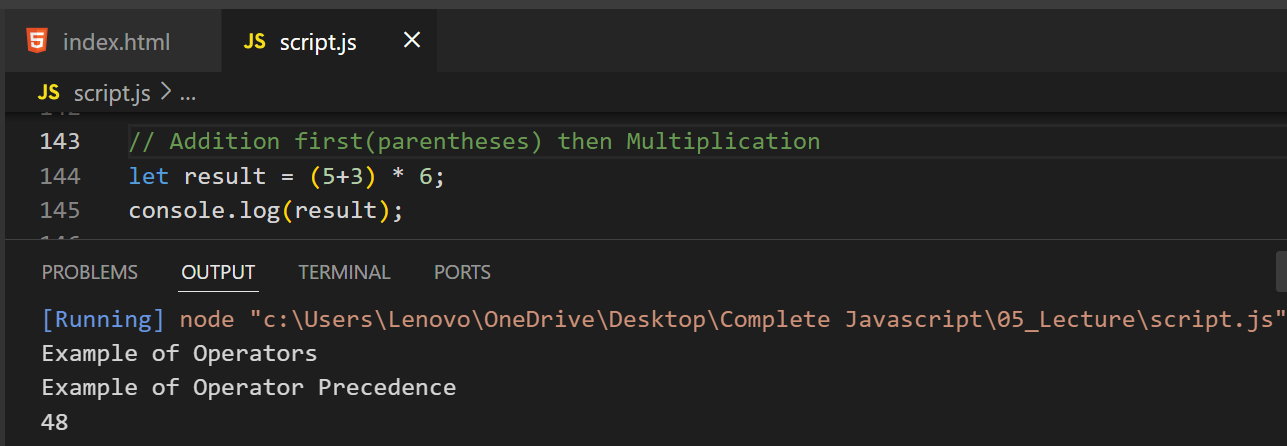 index.html JS script.js ×
JS script.js > ...
143 // Addition first(parentheses) then Multiplication
144 let result = (5+3) * 6;
145 console.log(result);
PROBLEMS OUTPUT TERMINAL PORTS
[Running] node "c:\Users\Lenovo\OneDrive\Desktop\Complete Javascript\05_Lecture\script.js"
Example of Operators
Example of Operator Precedence
48